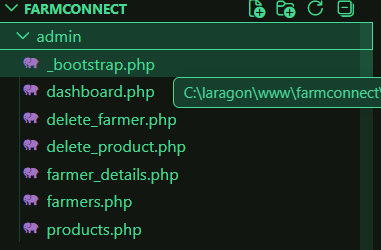 FARMCONNECT
admin
_bootstrap.php
dashboard.php
C:\laragon\www\farmconnect\
delete_farmer.php
delete_product.php
farmer_details.php
farmers.php
products.php